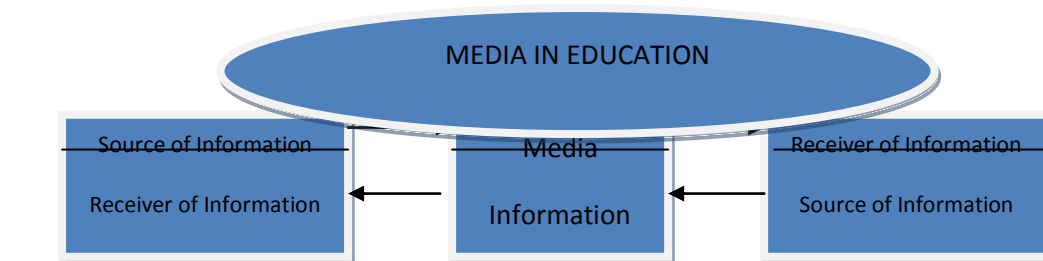 MEDIA IN EDUCATION
Source of Information
Receiver of Information
Media
Information
Receiver of Information
Source of Information